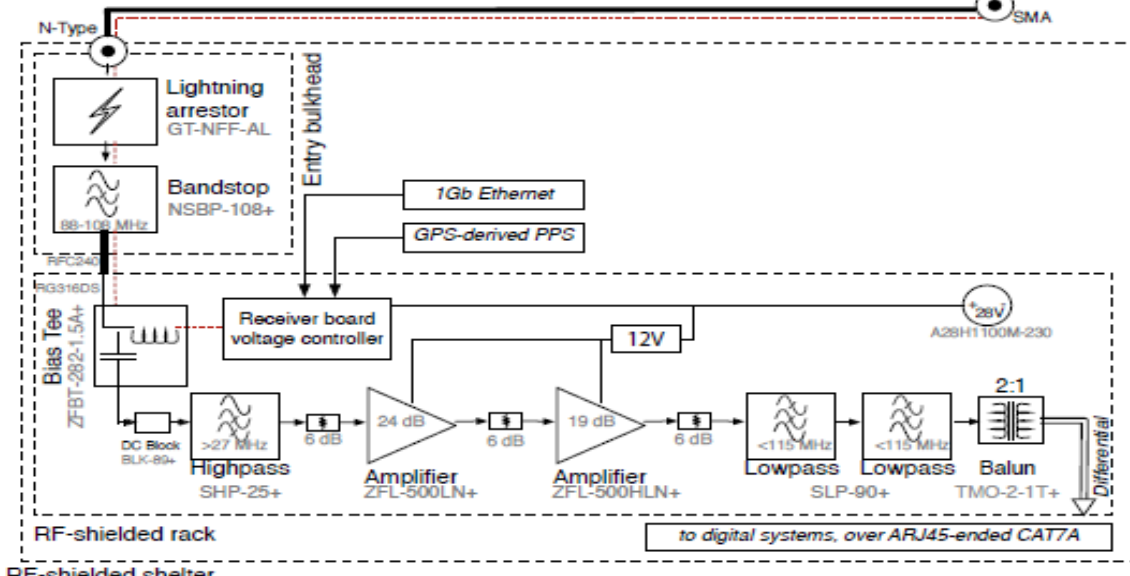 SMA
N-Type
Lightning
arrestor
GT-NFF-AL
Entry bulkhead
Bandstop
NSBP-108+
88-108 MHz
1Gb Ethernet
GPS-derived PPS
RFC240
RG316DS
Bias Tee
ZFBT-282-1.5A+
Receiver board
voltage controller
12V
+28V-
A28H1100M-230
DC Block
BLK-89+
>27 MHz
Highpass
SHP-25+
6 dB
24 dB
Amplifier
ZFL-500LN+
6 dB
19 dB
Amplifier
ZFL-500HLN+
6 dB
<115 MHz
Lowpass
<115 MHz
Lowpass
SLP-90+
2:1
Balun
TMO-2-1T+
Differential
RF-shielded rack
to digital systems, over ARJ45-ended CAT7A
RF-shielded shelter